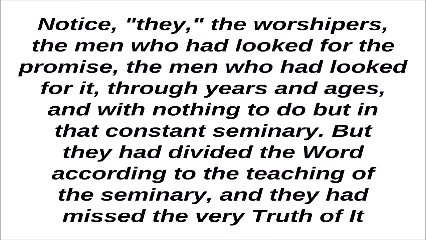 Notice, "they," the worshipers,
the men who had looked for the
promise, the men who had looked
for it, through years and ages,
and with nothing to do but in
that constant seminary. But
they had divided the Word
according to the teaching of
the seminary, and they had
missed the very Truth of It